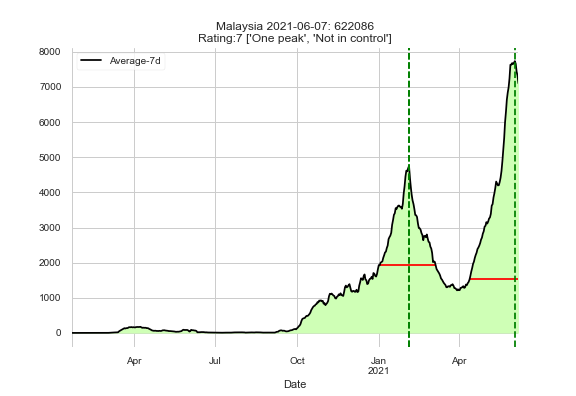 Malaysia 2021-06-07: 622086
Rating:7 ['One peak', 'Not in control']
Average-7d
8000
7000
6000
5000
4000
3000
2000
1000
0
Apr Jul Oct Jan Apr
2021
Date